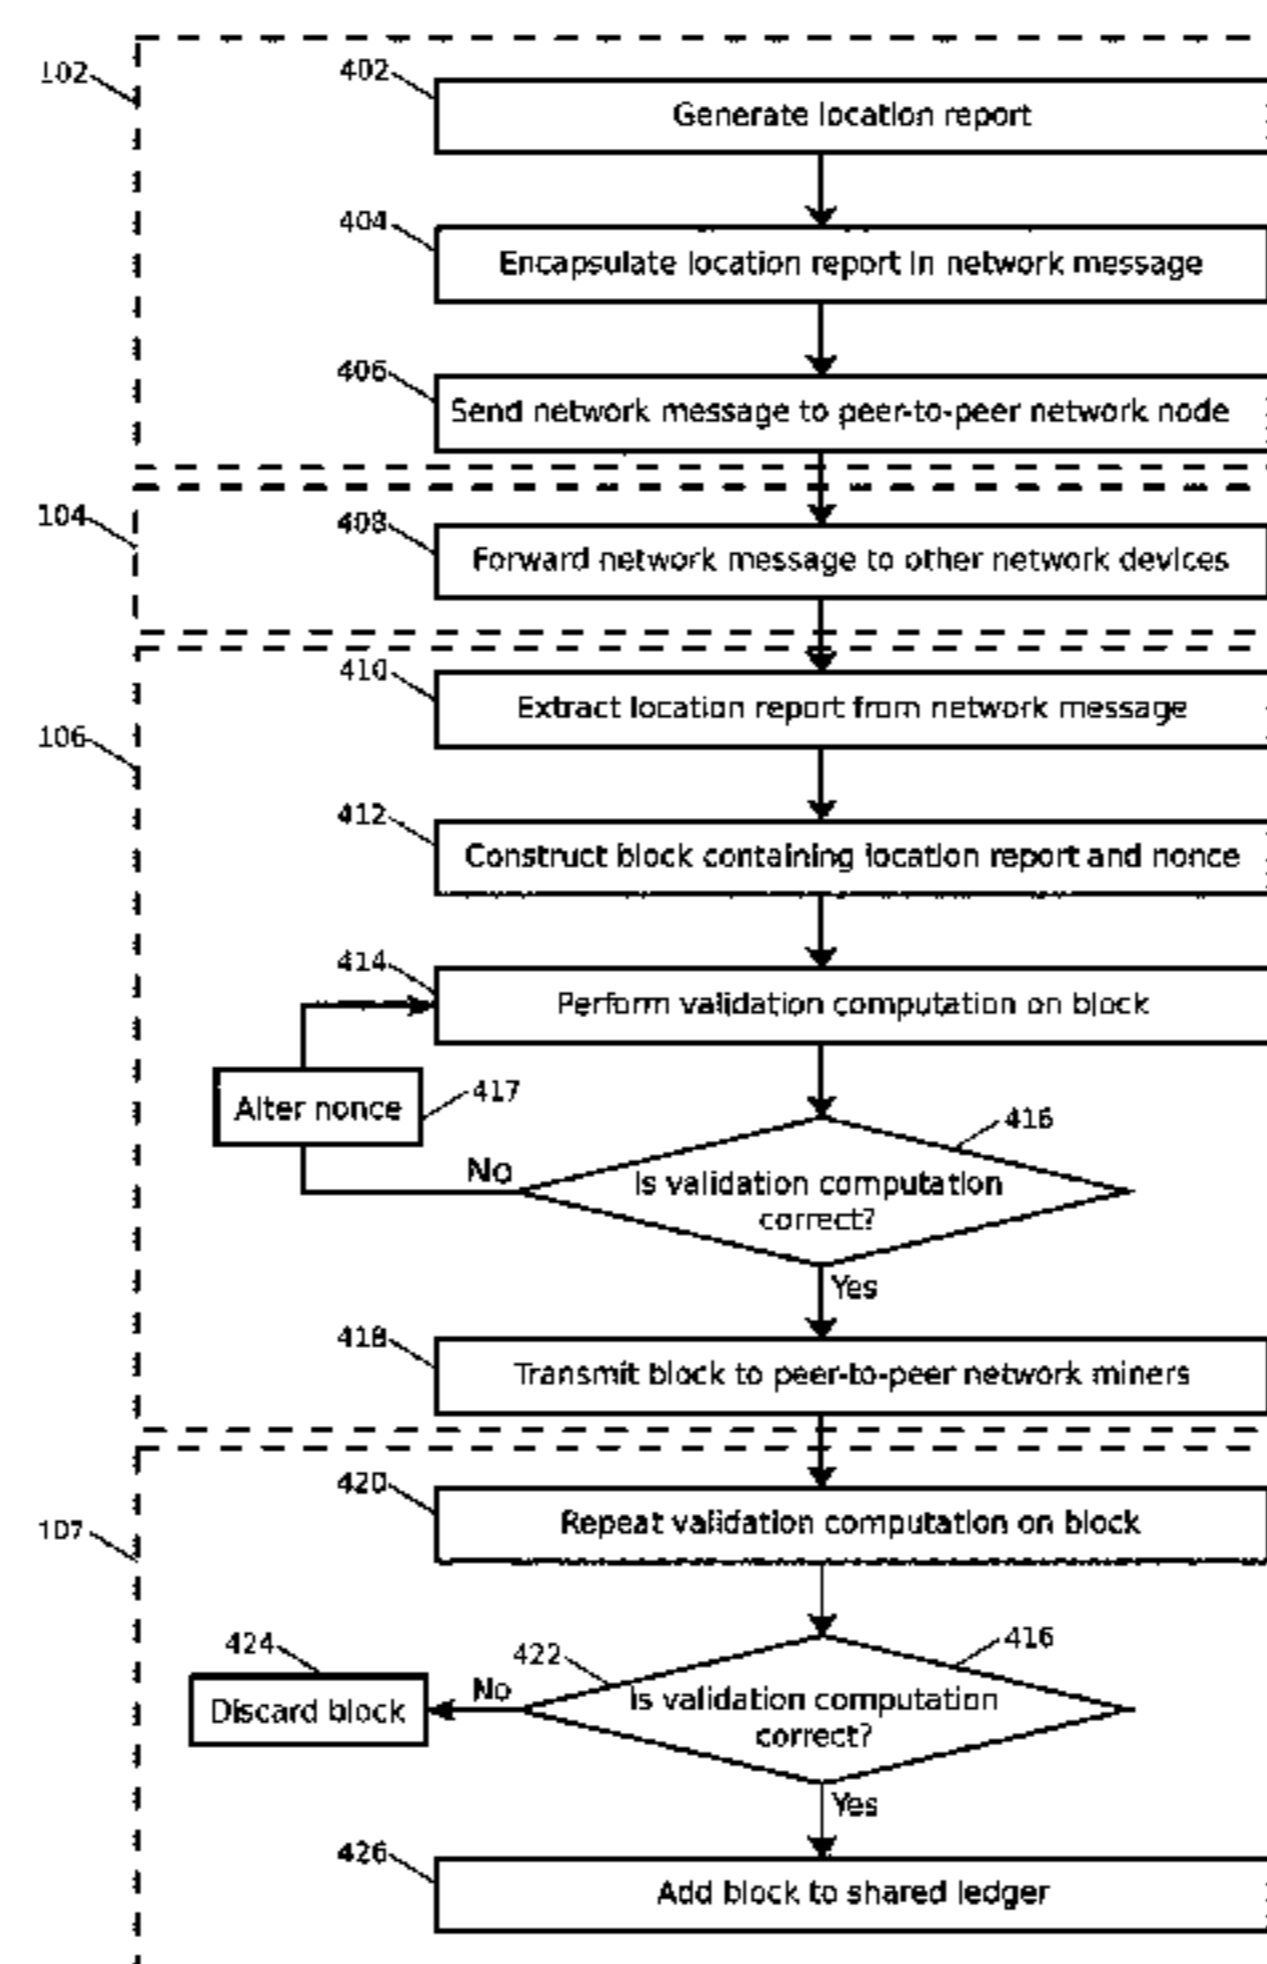 102
402
Generate location report
404
Encapsulate location report in network message
406
Send network message to peer-to-peer network node
104
408
Forward network message to other network devices
410
Extract location report from network message
106
412
Construct block containing location report and nonce
414
Perform validation computation on block
Alter nonce
417
416
No
Is validation computation
correct?
Yes
418
Transmit block to peer-to-peer network miners
420
Repeat validation computation on block
107
424
422
416
Discard block
No
Is validation computation
correct?
Yes
426
Add block to shared ledger